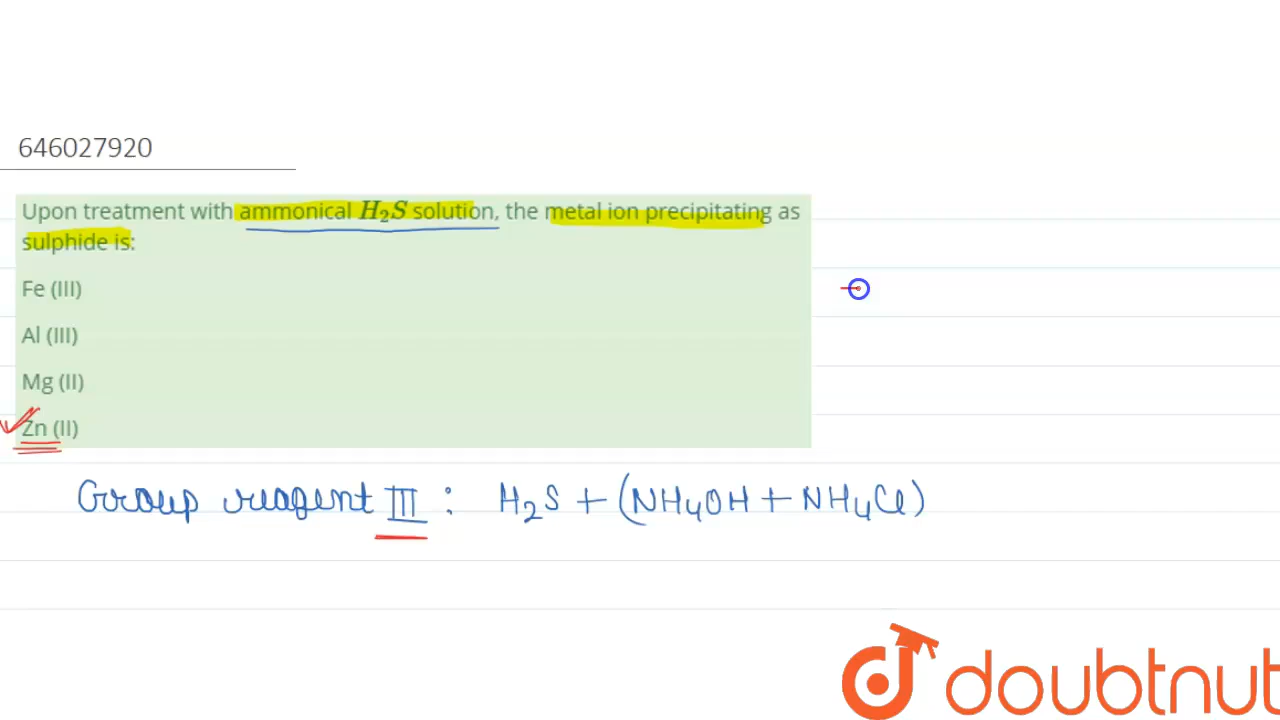 646027920
Upon treatment with ammonical H₂S solution, the metal ion precipitating as
sulphide is:
Fe (III)
Al (III)
Mg (II)
Zn (II)
Group reagent III : H₂S + (NH₄OH + NH₄Cl)
doubtnut